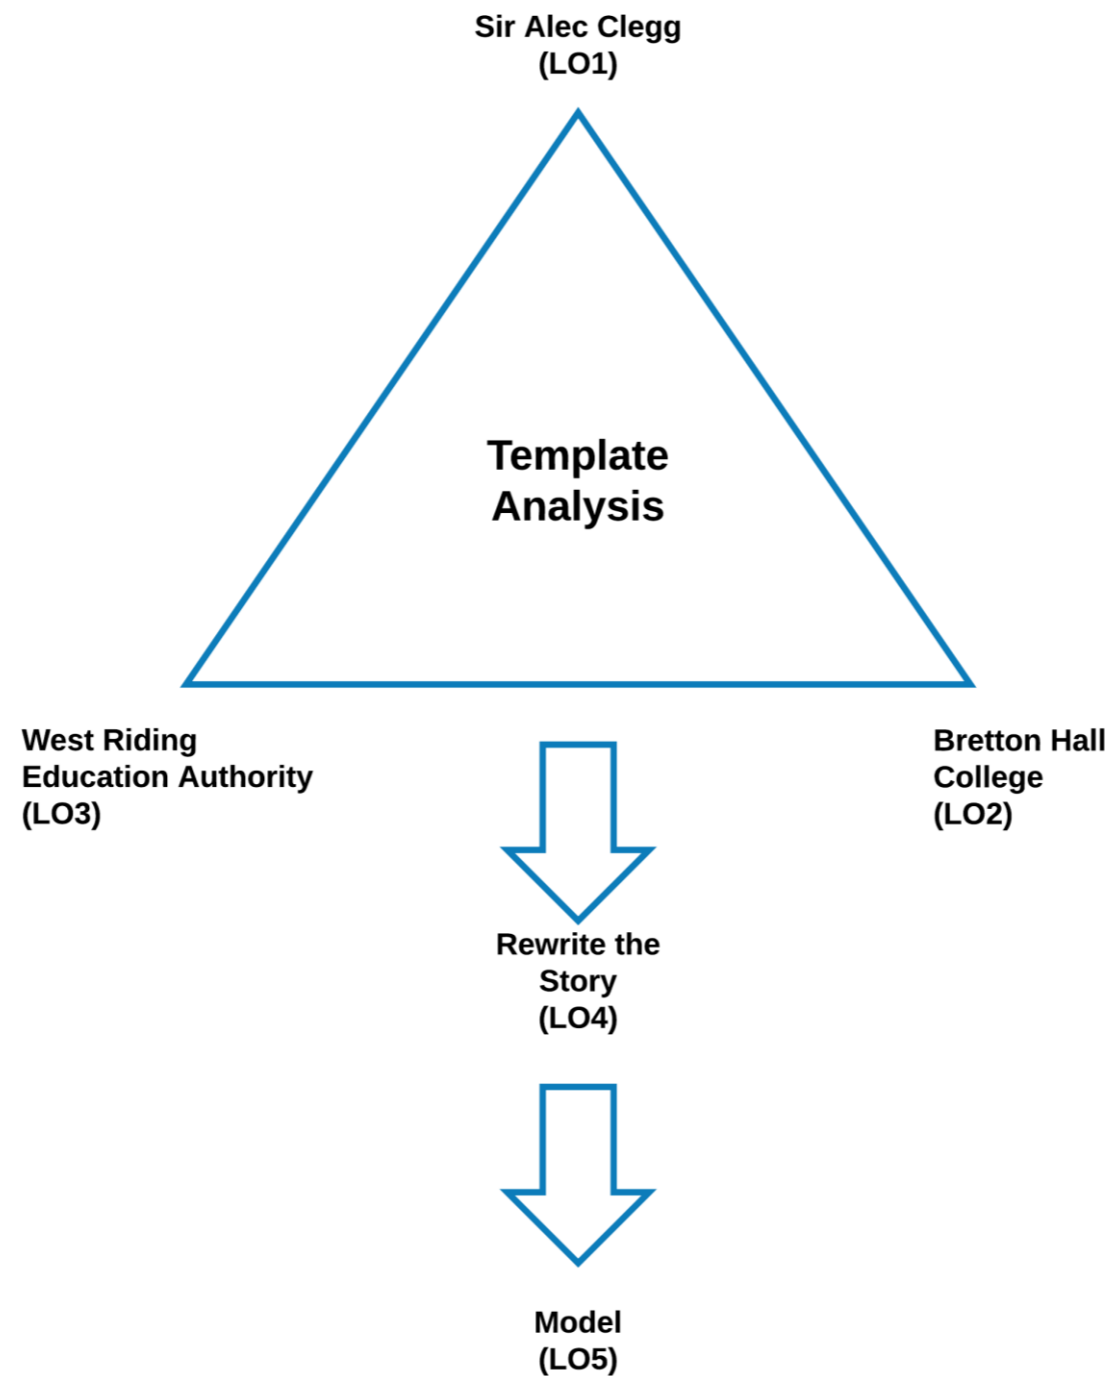 Sir Alec Clegg
(LO1)
Template
Analysis
West Riding
Education Authority
(LO3)
Bretton Hall
College
(LO2)
Rewrite the
Story
(LO4)
Model
(LO5)